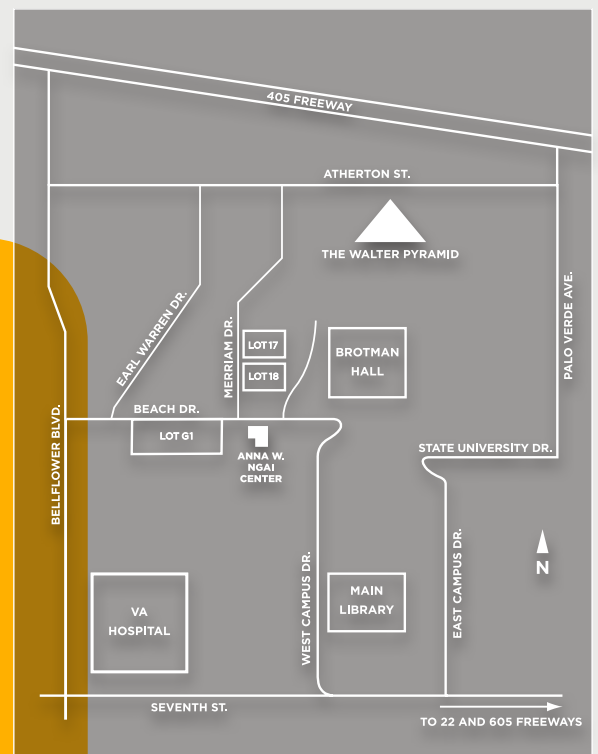 405 FREEWAY
ATHERTON ST.
THE WALTER PYRAMID
EARL WARREN DR.
MERRIAM DR.
LOT 17
LOT 18
BROTMAN
HALL
PALO VERDE AVE.
BEACH DR.
LOT G1
ANNA W.
NGAI
CENTER
STATE UNIVERSITY DR.
BELLFLOWER BLVD.
N
VA
HOSPITAL
WEST CAMPUS DR.
MAIN
LIBRARY
EAST CAMPUS DR.
SEVENTH ST.
TO 22 AND 605 FREEWAYS